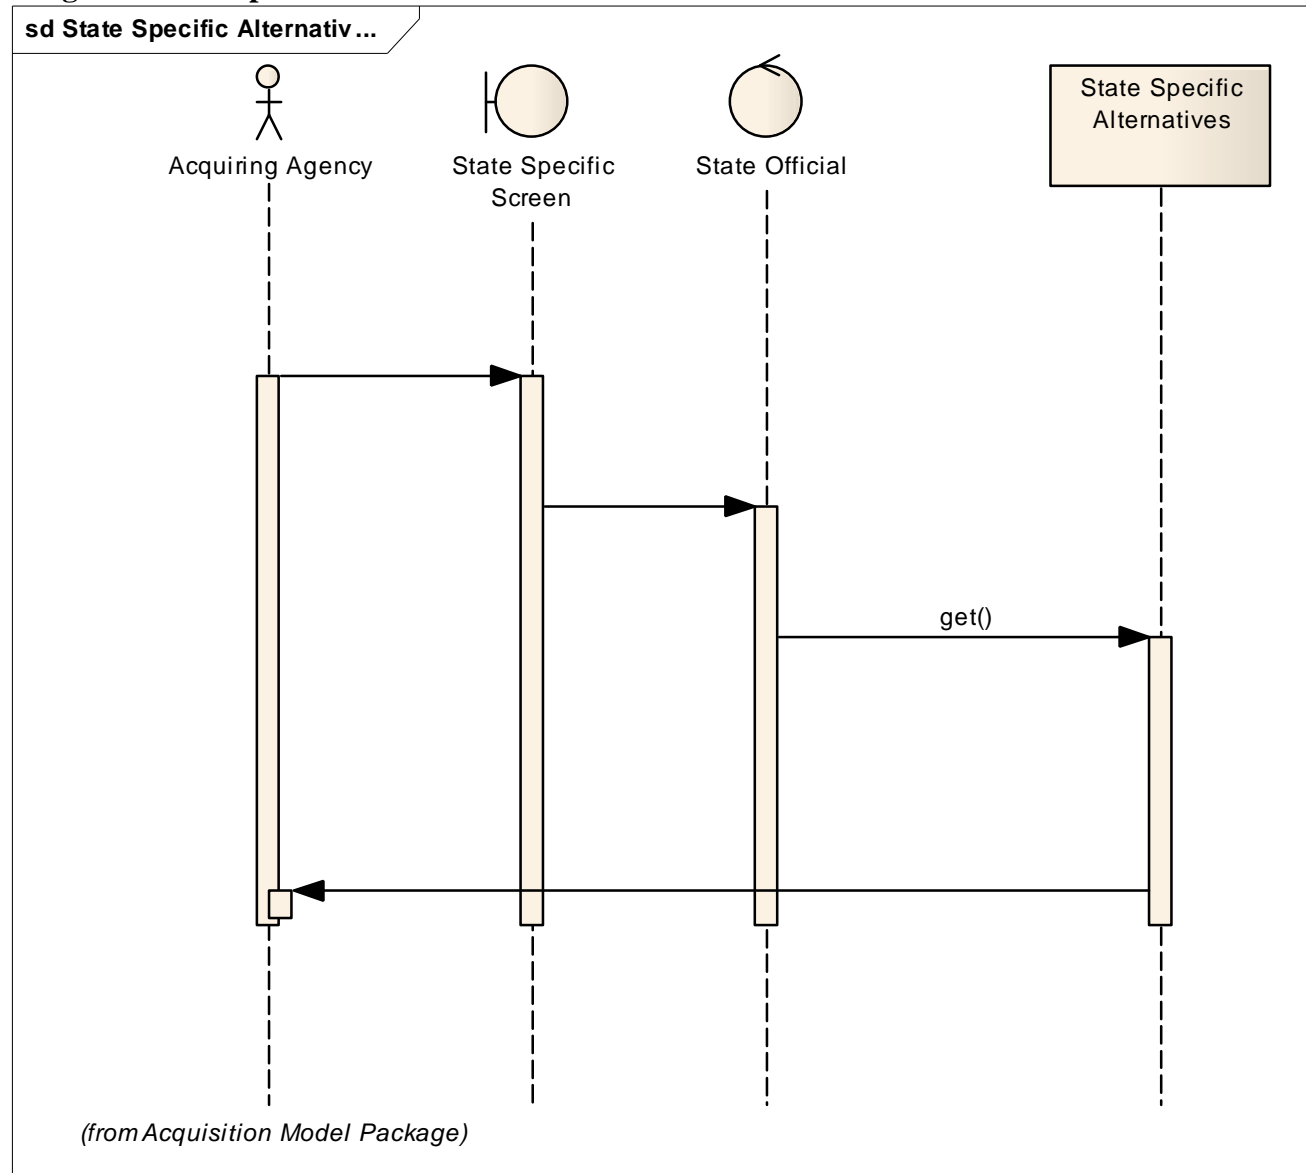 sd State Specific Alternativ...
Acquiring Agency
State Specific
Screen
State Official
State Specific
Alternatives
get()
(from Acquisition Model Package)